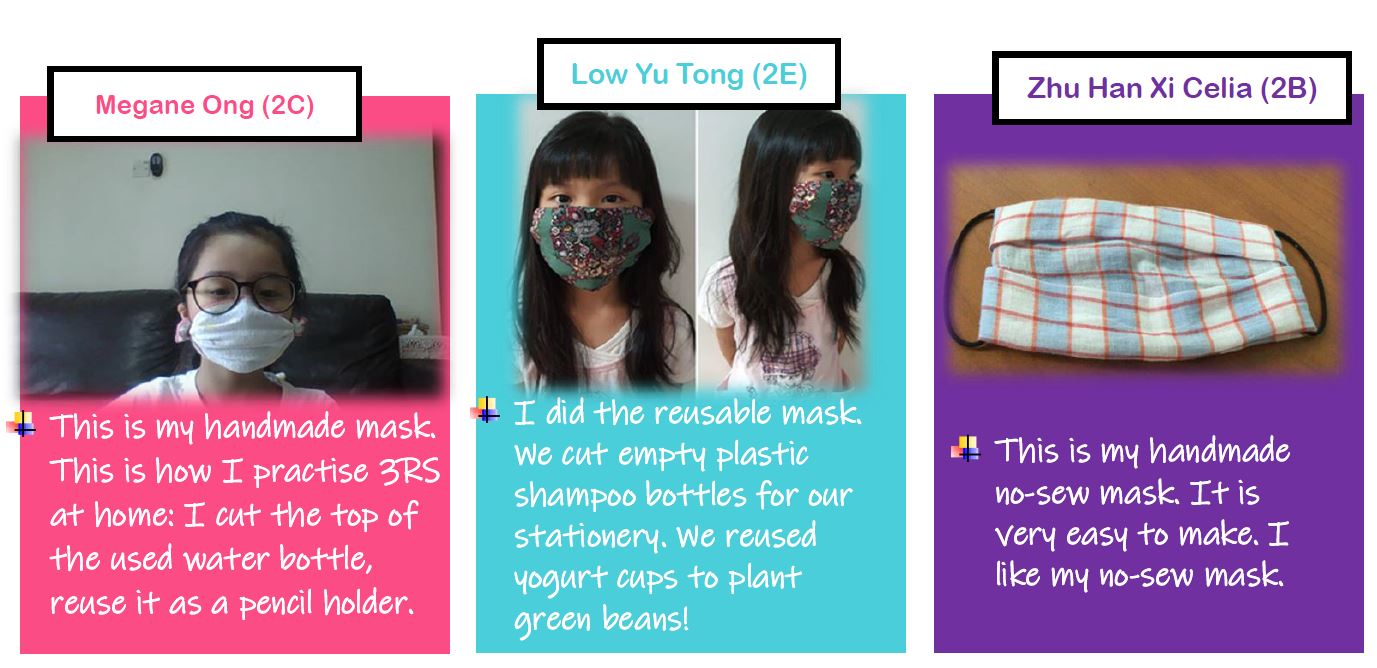 Megane Ong (2C)
This is my handmade mask.
This is how I practise 3RS
at home: I cut the top of
the used water bottle,
reuse it as a pencil holder.
Low Yu Tong (2E)
I did the reusable mask.
We cut empty plastic
shampoo bottles for our
stationery. We reused
yogurt cups to plant
green beans!
Zhu Han Xi Celia (2B)
This is my handmade
no-sew mask. It is
very easy to make. I
like my no-sew mask.